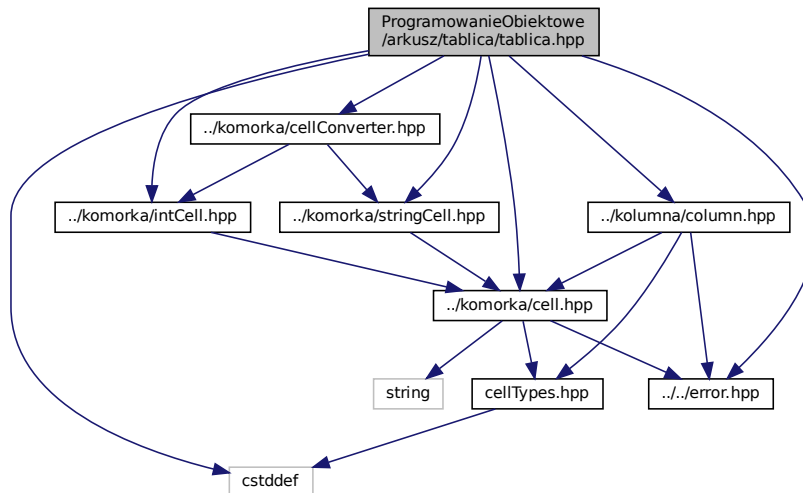 ProgramowanieObiektowe
/arkusz/tablica/tablica.hpp
../komorka/cellConverter.hpp
../komorka/intCell.hpp
../komorka/stringCell.hpp
../kolumna/column.hpp
../komorka/cell.hpp
string
cellTypes.hpp
../../error.hpp
cstddef